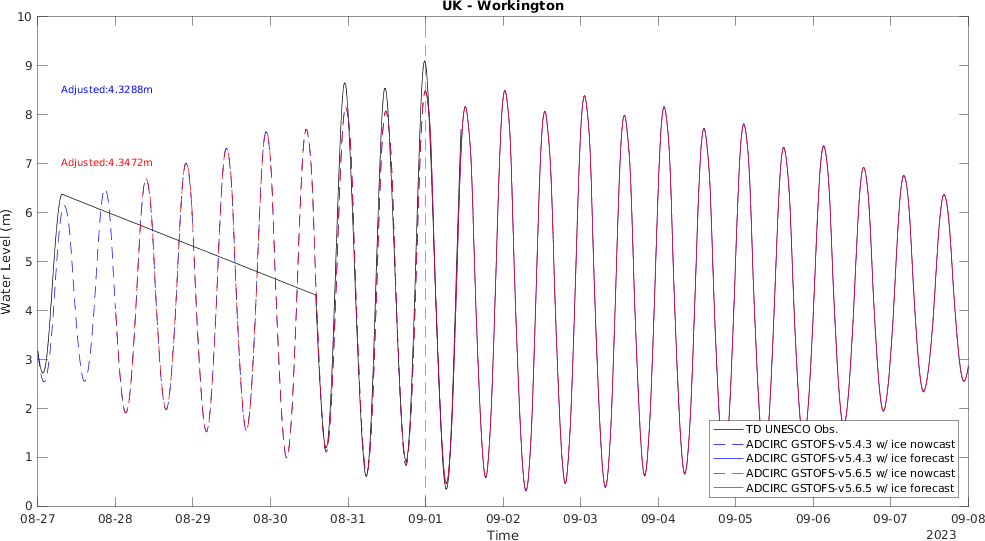 UK - Workington
10
9
8
7
6
5
4
3
2
1
0
Water Level (m)
Adjusted:4.3288m
Adjusted:4.3472m
TD UNESCO Obs.
ADCIRC GSTOFS-v5.4.3 w/ ice nowcast
ADCIRC GSTOFS-v5.4.3 w/ ice forecast
ADCIRC GSTOFS-v5.6.5 w/ ice nowcast
ADCIRC GSTOFS-v5.6.5 w/ ice forecast
08-27 08-28 08-29 08-30 08-31 09-01 09-02 09-03 09-04 09-05 09-06 09-07 09-08
Time
2023